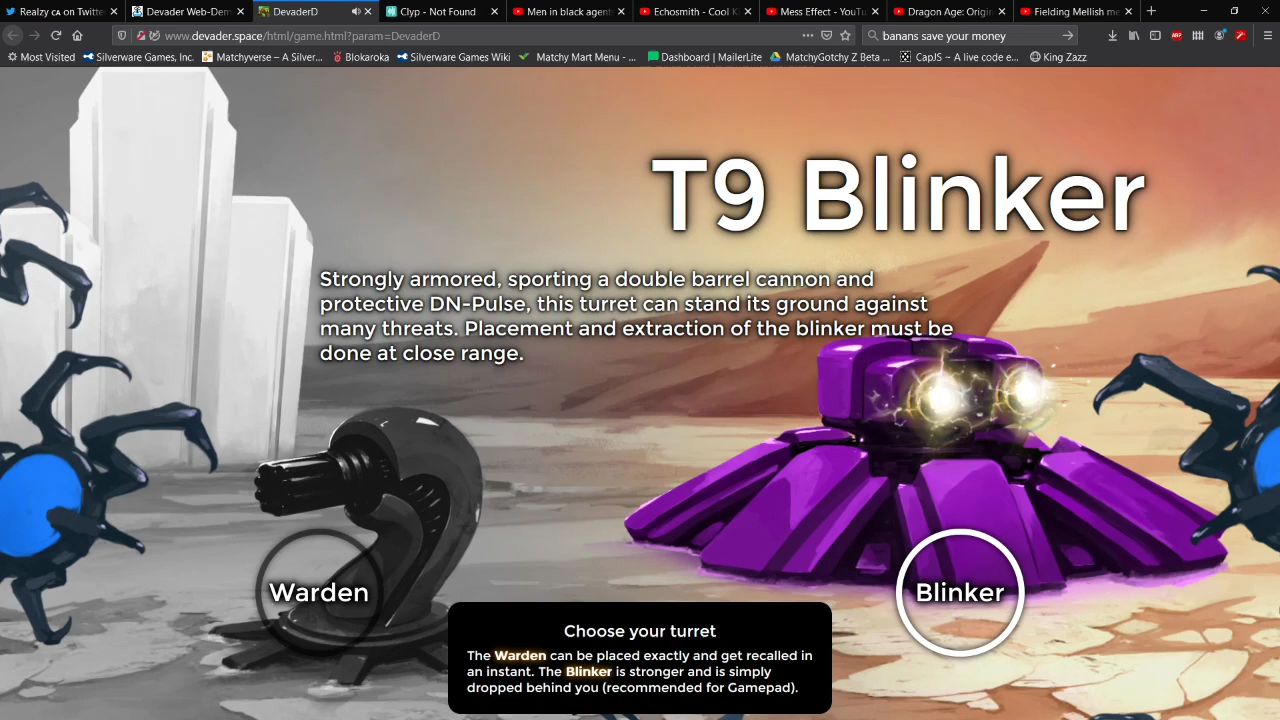 Realzy ca on Twitte
Devader Web-Dem
DevaderD
Clyp - Not Found
Men in black agent
Echosmith - Cool K
Mess Effect - YouTu
Dragon Age: Origin
Fielding Mellish me
www.devader.space/html/game.html?param=DevaderD
banans save your money
Most Visited
Silverware Games, Inc.
Matchyverse ~ A Silver...
Blokaroka
Silverware Games Wiki
Matchy Mart Menu - ...
Dashboard | MailerLite
MatchyGotchy Z Beta ...
CapJS ~ A live code e...
King Zazz
T9 Blinker
Strongly armored, sporting a double barrel cannon and
protective DN-Pulse, this turret can stand its ground against
many threats. Placement and extraction of the blinker must be
done at close range.
Warden
Blinker
Choose your turret
The Warden can be placed exactly and get recalled in
an instant. The Blinker is stronger and is simply
dropped behind you (recommended for Gamepad).